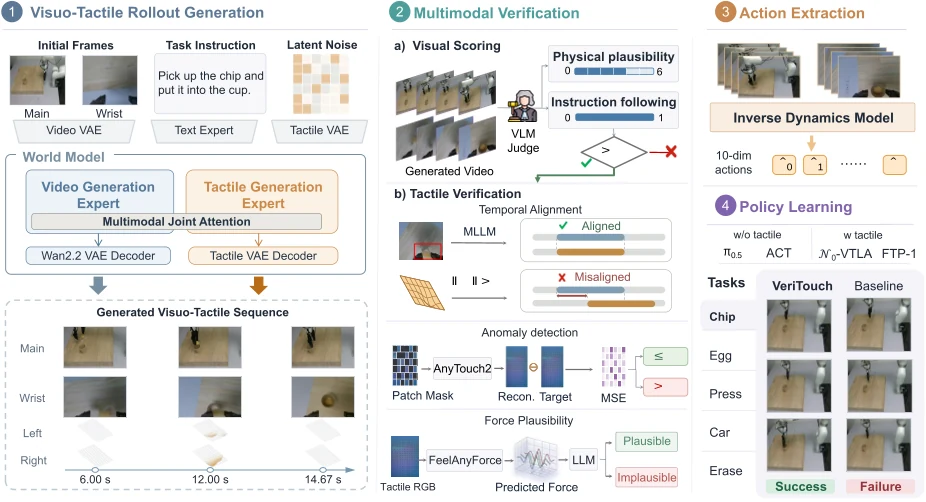 1 Visuo-Tactile Rollout Generation
Initial Frames
Task Instruction
Latent Noise
Pick up the chip and
put it into the cup.
Main
Wrist
Video VAE
Text Expert
Tactile VAE
World Model
Video Generation
Expert
Tactile Generation
Expert
Multimodal Joint Attention
Wan2.2 VAE Decoder
Tactile VAE Decoder
Generated Visuo-Tactile Sequence
Main
Wrist
Left
Right
6.00 s
12.00 s
14.67 s
2 Multimodal Verification
a) Visual Scoring
Generated Video
VLM
Judge
Physical plausibility
0 6
Instruction following
0 1
>
b) Tactile Verification
Temporal Alignment
MLLM
Aligned
‖ ‖ >
Misaligned
Anomaly detection
Patch Mask
AnyTouch2
Recon.
Target
MSE
≤
>
Force Plausibility
Tactile RGB
FeelAnyForce
Predicted Force
LLM
Plausible
Implausible
3 Action Extraction
Inverse Dynamics Model
10-dim
actions
^0
^1
......
^
4 Policy Learning
w/o tactile
w tactile
π0.5
ACT
𝒩0-VTLA
FTP-1
Tasks
VeriTouch
Baseline
Chip
Egg
Press
Car
Erase
Success
Failure